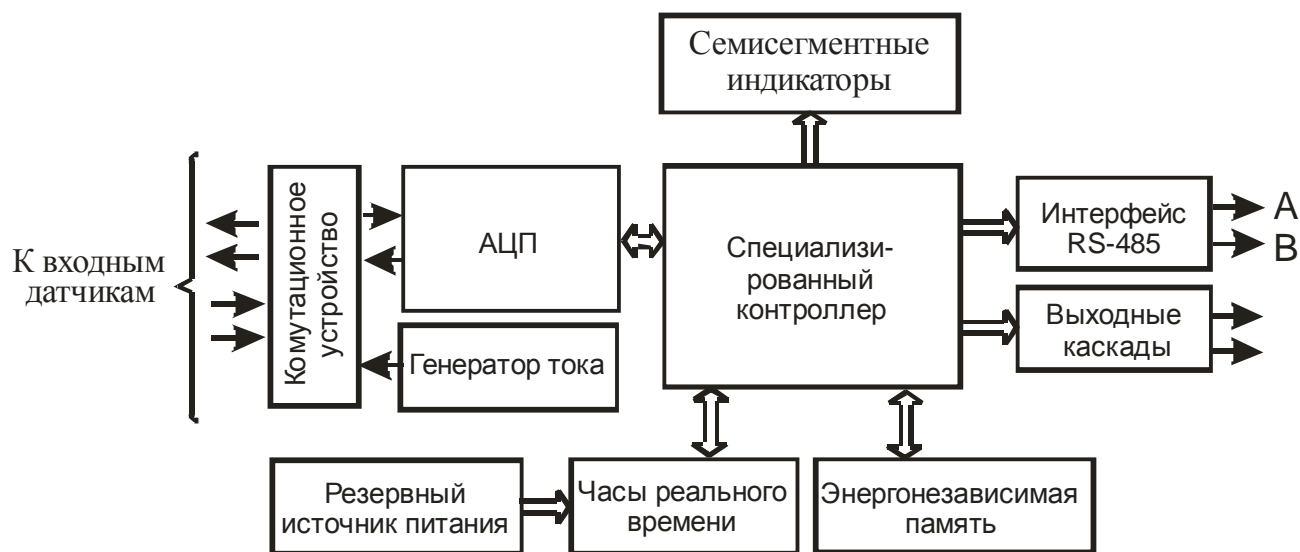 Семисегментные
индикаторы
К входным
датчикам
Комутационное
устройство
АЦП
Генератор тока
Специализи-
рованный
контроллер
Интерфейс
RS-485
A
B
Выходные
каскады
Резервный
источник питания
Часы реального
времени
Энергонезависимая
память